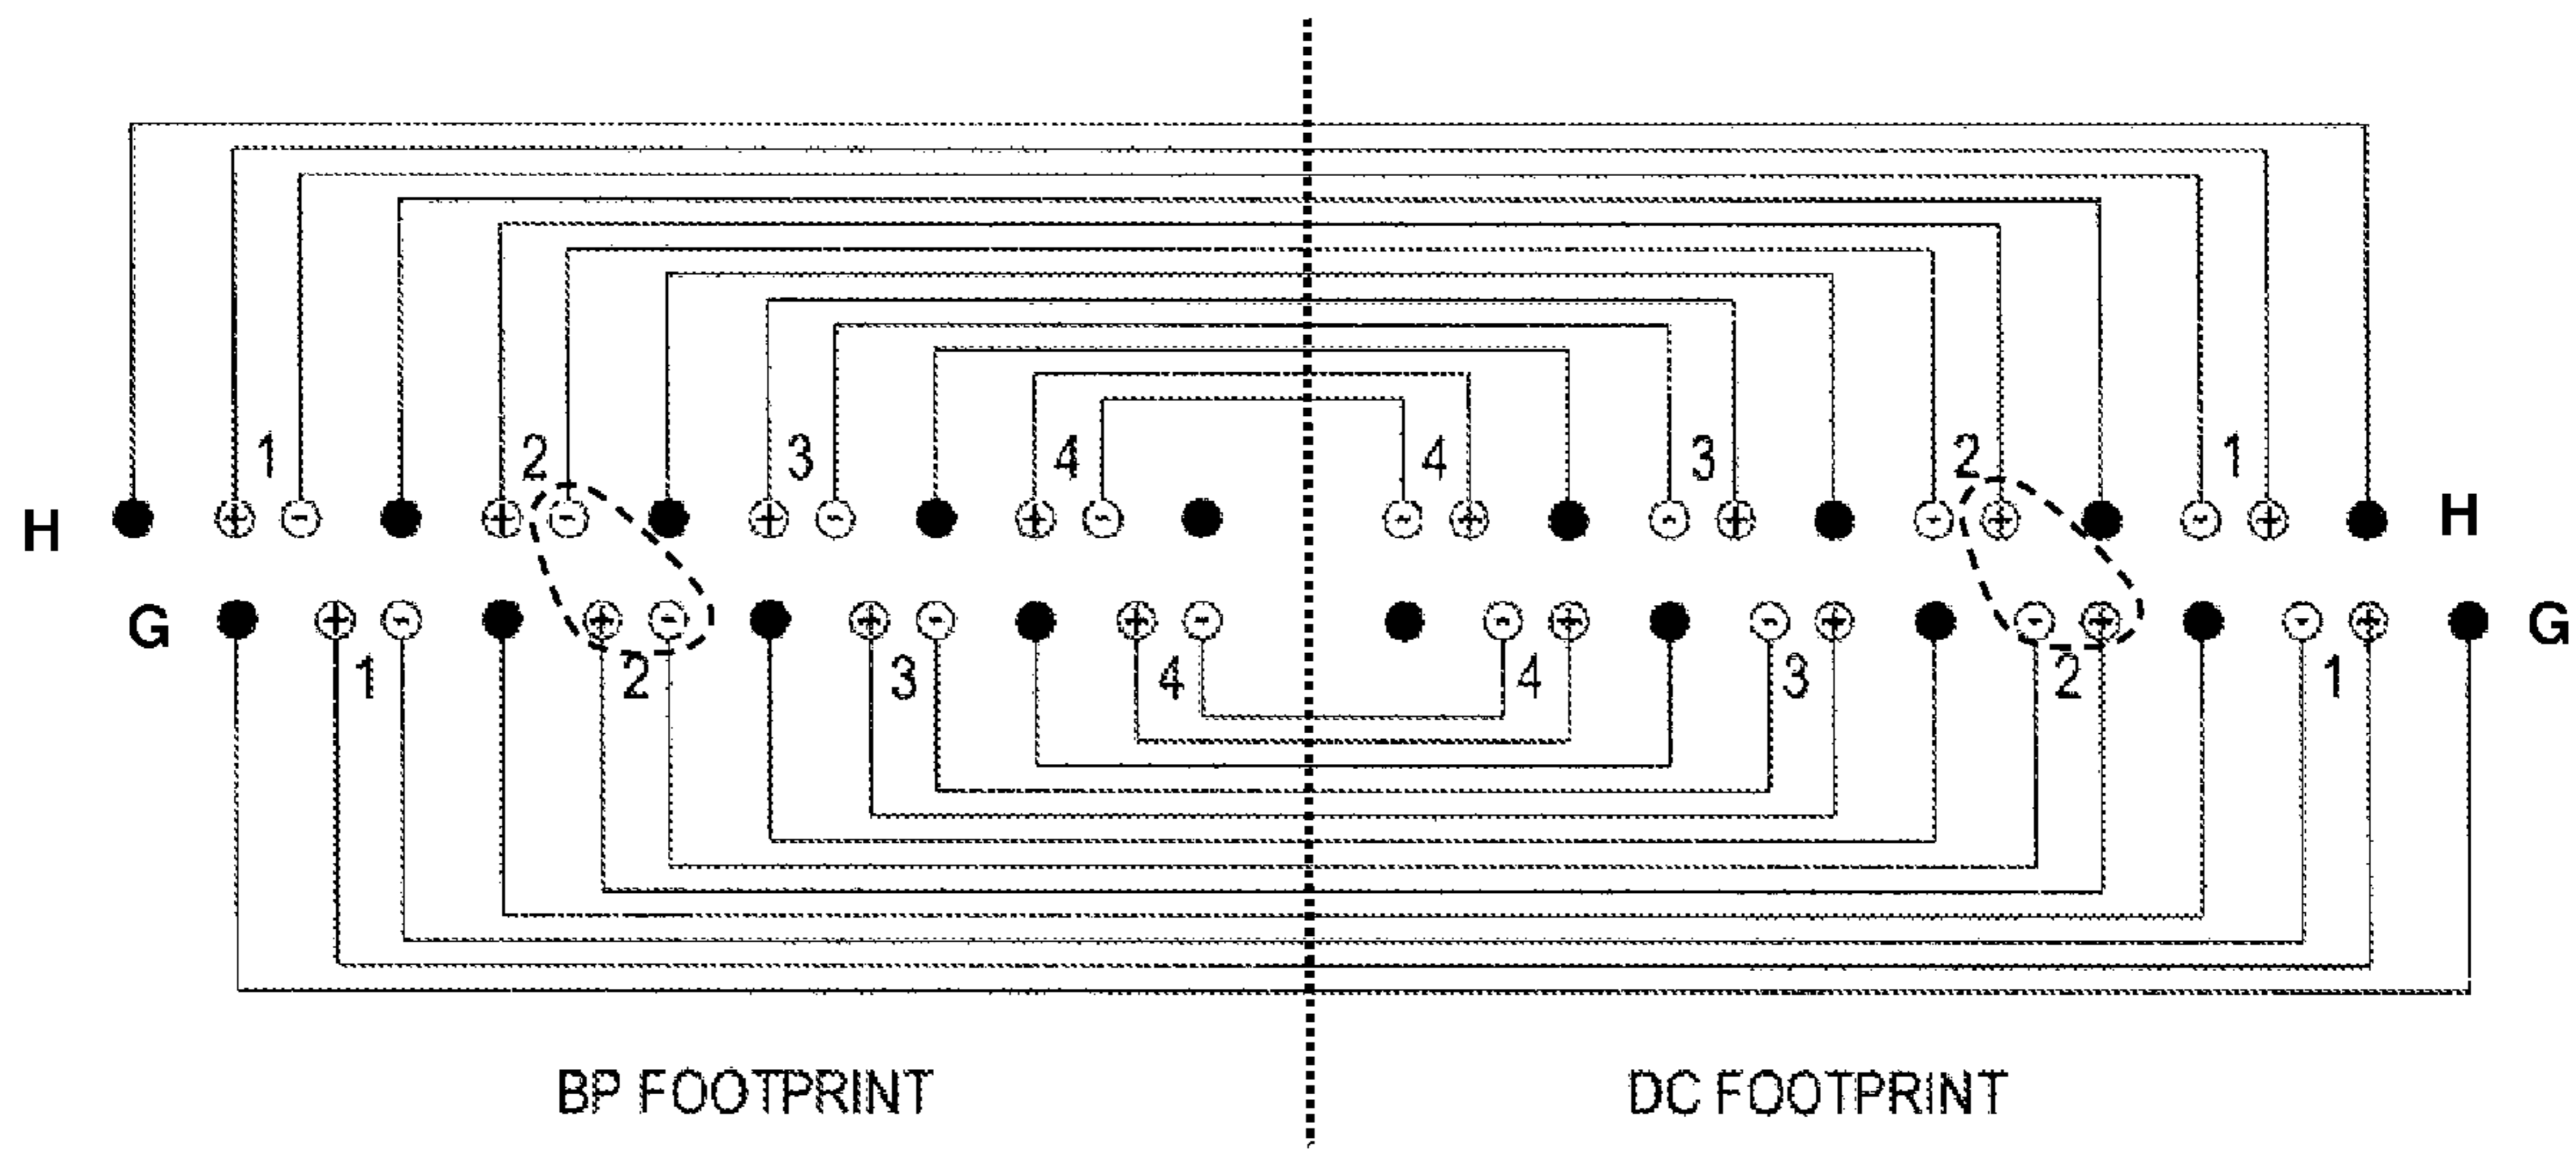 1 2 3 4 4 3 2 1
H + - + - + - + - - + - + - + - + H
G + - + - + - + - - + - + - + - + G
1 2 3 4 4 3 2 1
BP FOOTPRINT DC FOOTPRINT